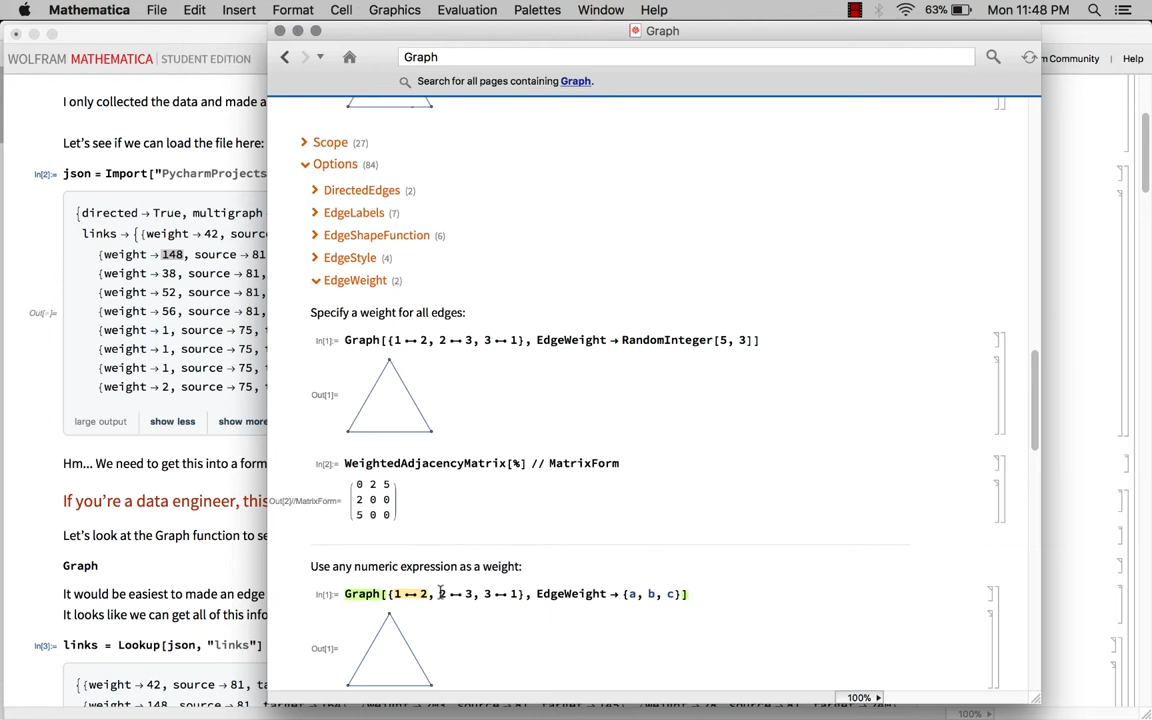 Mathematica File Edit Insert Format Cell Graphics Evaluation Palettes Window Help 63% Mon 11:48 PM
Graph
WOLFRAM MATHEMATICA | STUDENT EDITION
Graph
m Community | Help
Search for all pages containing Graph.
I only collected the data and made a
Let's see if we can load the file here:
In[2]:= json = Import["PycharmProjects
{directed → True, multigraph
links → {{weight → 42, sourc
{weight → 148, source → 81
{weight → 38, source → 81,
{weight → 52, source → 81,
Out[-]= {weight → 56, source → 81,
{weight → 1, source → 75,
{weight → 1, source → 75,
{weight → 1, source → 75,
{weight → 2, source → 75,
large output show less show more
Hm... We need to get this into a form
If you're a data engineer, this
Let's look at the Graph function to se
Graph
It would be easiest to made an edge
It looks like we can get all of this info
In[3]:= links = Lookup[json, "links"]
{{weight → 42, source → 81, ta
Scope (27)
Options (84)
DirectedEdges (2)
EdgeLabels (7)
EdgeShapeFunction (6)
EdgeStyle (4)
EdgeWeight (2)
Specify a weight for all edges:
In[1]:= Graph[{1 ↔ 2, 2 ↔ 3, 3 ↔ 1}, EdgeWeight → RandomInteger[5, 3]]
Out[1]=
In[2]:= WeightedAdjacencyMatrix[%] // MatrixForm
0 2 5
Out[2]//MatrixForm= 2 0 0
5 0 0
Use any numeric expression as a weight:
In[1]:= Graph[{1 ↔ 2, 2 ↔ 3, 3 ↔ 1}, EdgeWeight → {a, b, c}]
Out[1]=
100%
100%